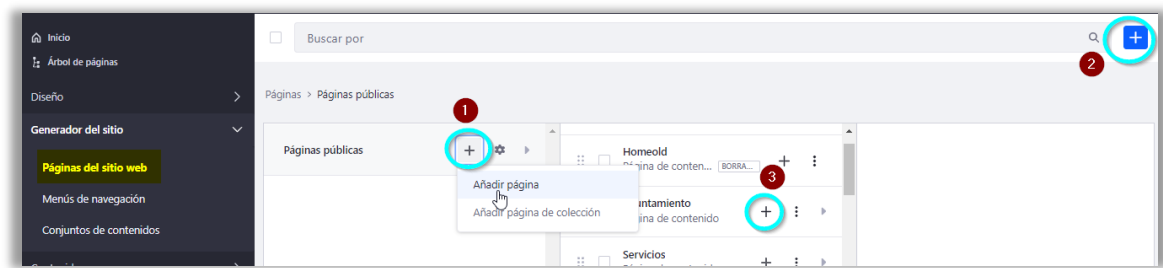 Inicio
Árbol de páginas
Diseño
Generador del sitio
Páginas del sitio web
Menús de navegación
Conjuntos de contenidos
Buscar por
2
Páginas > Páginas públicas
1
Páginas públicas
Añadir página
Añadir página de colección
Homeold
Página de conten... BORRA...
3
untamiento
ina de contenido
Servicios